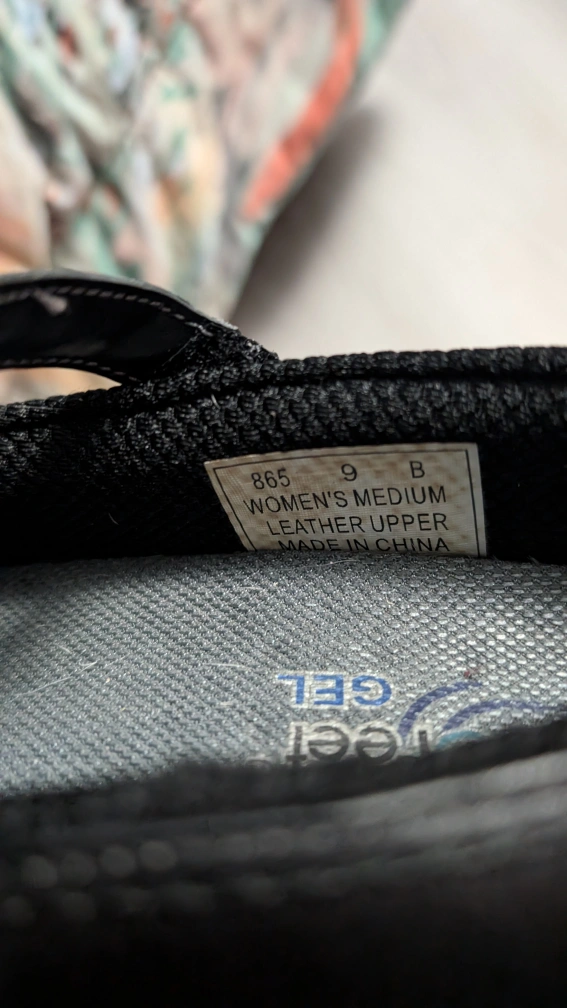 865 9 B
WOMEN'S MEDIUM
LEATHER UPPER
MADE IN CHINA
GEL